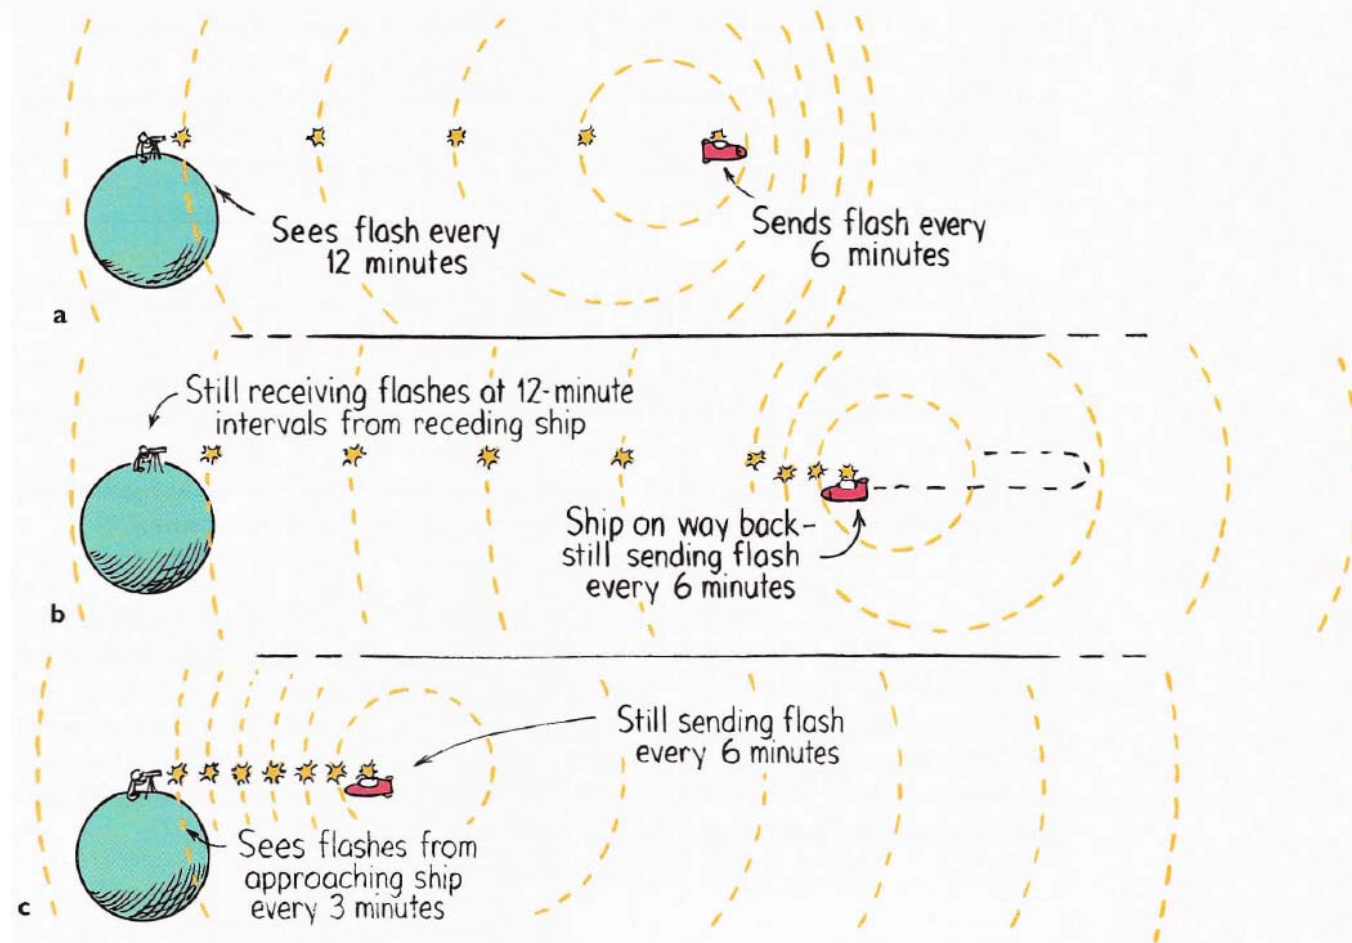 Sees flash every
12 minutes
Sends flash every
6 minutes
a
Still receiving flashes at 12-minute
intervals from receding ship
Ship on way back-
still sending flash
every 6 minutes
b
Still sending flash
every 6 minutes
Sees flashes from
approaching ship
every 3 minutes
c